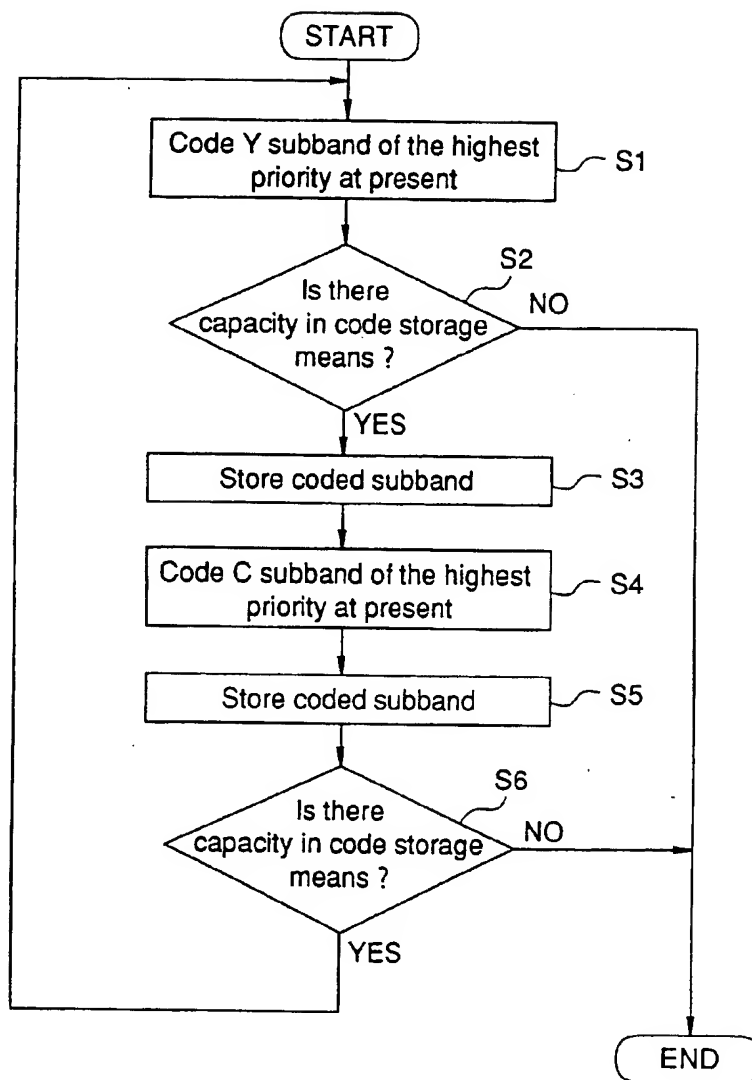 START
Code Y subband of the highest
priority at present
S1
S2
Is there
capacity in code storage
means ?
NO
YES
Store coded subband
S3
Code C subband of the highest
priority at present
S4
Store coded subband
S5
S6
Is there
capacity in code storage
means ?
NO
YES
END